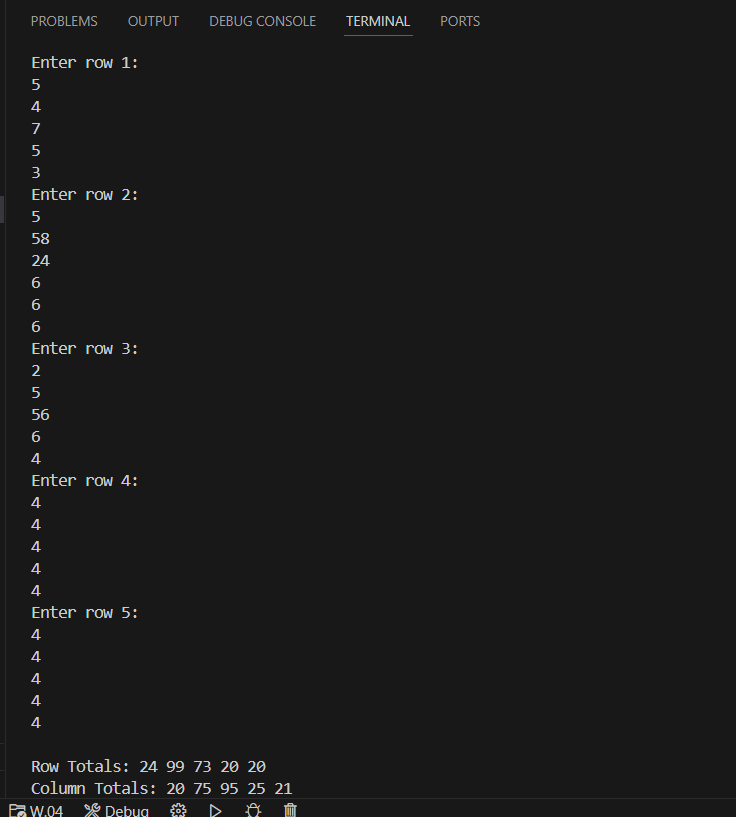 PROBLEMS OUTPUT DEBUG CONSOLE TERMINAL PORTS
Enter row 1:
5
4
7
5
3
Enter row 2:
5
58
24
6
6
6
Enter row 3:
2
5
56
6
4
Enter row 4:
4
4
4
4
4
Enter row 5:
4
4
4
4
4
Row Totals: 24 99 73 20 20
Column Totals: 20 75 95 25 21
W.04 Debug